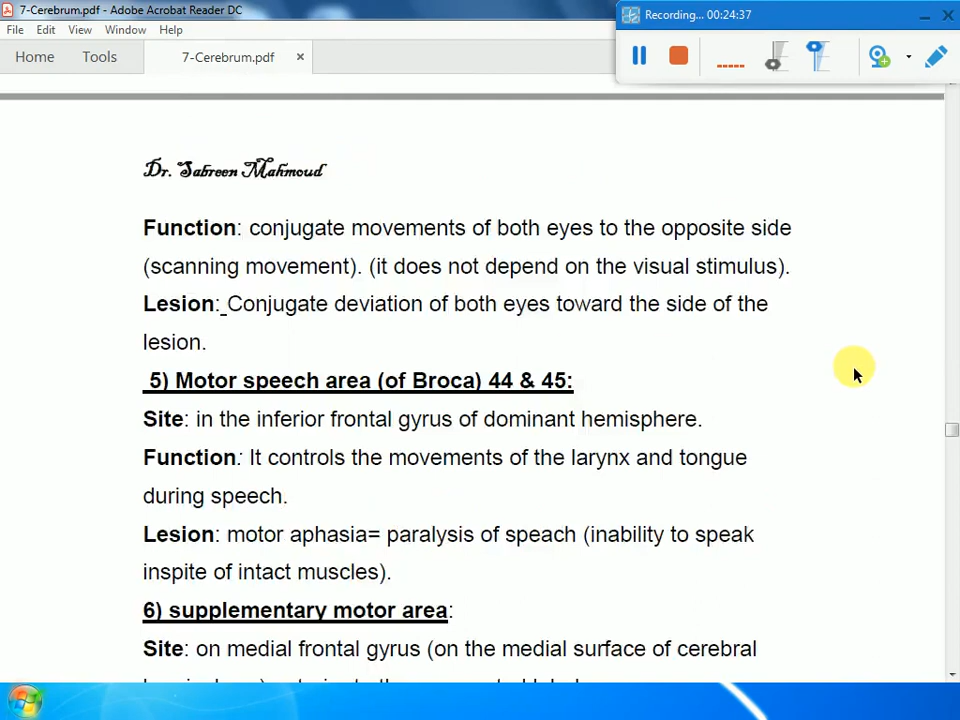 7-Cerebrum.pdf - Adobe Acrobat Reader DC
Recording... 00:24:37
File Edit View Window Help
Home Tools 7-Cerebrum.pdf ×
Dr. Sabreen Mahmoud
Function: conjugate movements of both eyes to the opposite side
(scanning movement). (it does not depend on the visual stimulus).
Lesion: Conjugate deviation of both eyes toward the side of the
lesion.
5) Motor speech area (of Broca) 44 & 45:
Site: in the inferior frontal gyrus of dominant hemisphere.
Function: It controls the movements of the larynx and tongue
during speech.
Lesion: motor aphasia= paralysis of speach (inability to speak
inspite of intact muscles).
6) supplementary motor area:
Site: on medial frontal gyrus (on the medial surface of cerebral